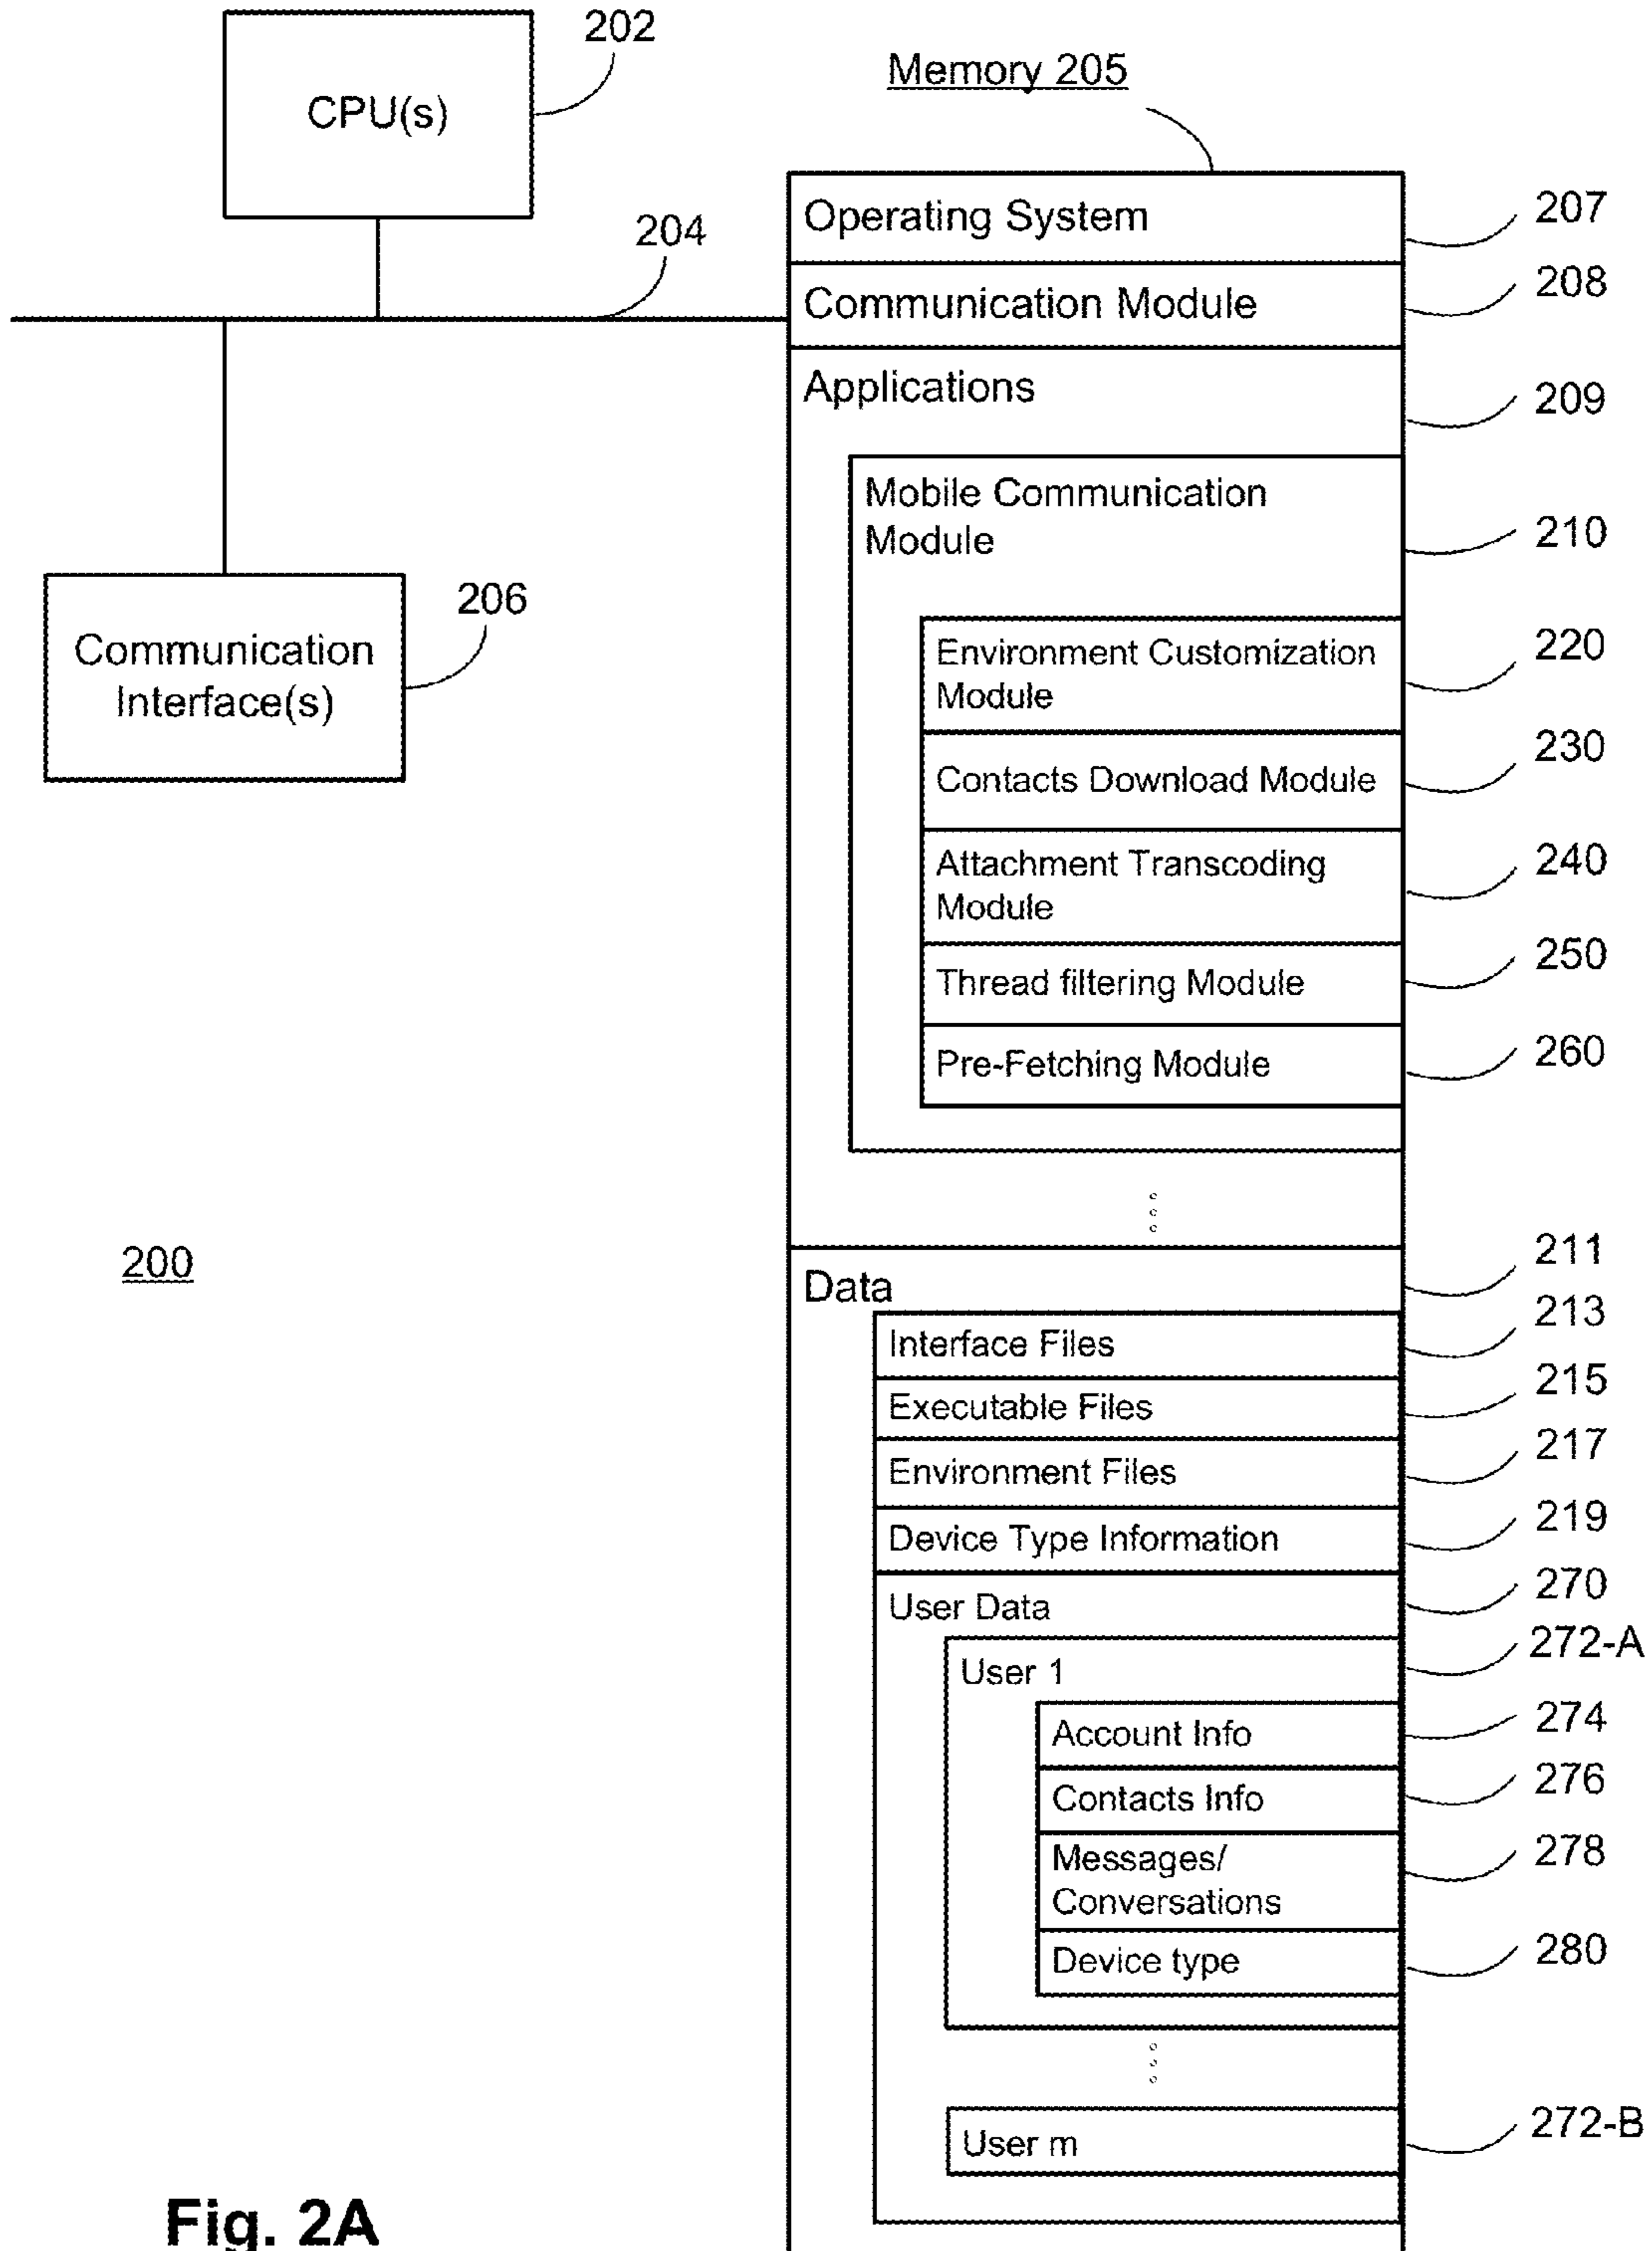 202
CPU(s)
Memory 205
Operating System
207
204
Communication Module
208
Applications
209
Mobile Communication
Module
210
206
Communication
Interface(s)
Environment Customization
Module
220
Contacts Download Module
230
Attachment Transcoding
Module
240
Thread filtering Module
250
Pre-Fetching Module
260
200
Data
211
Interface Files
213
Executable Files
215
Environment Files
217
Device Type Information
219
User Data
270
User 1
272-A
Account Info
274
Contacts Info
276
Messages/
Conversations
278
Device type
280
User m
272-B
Fig. 2A